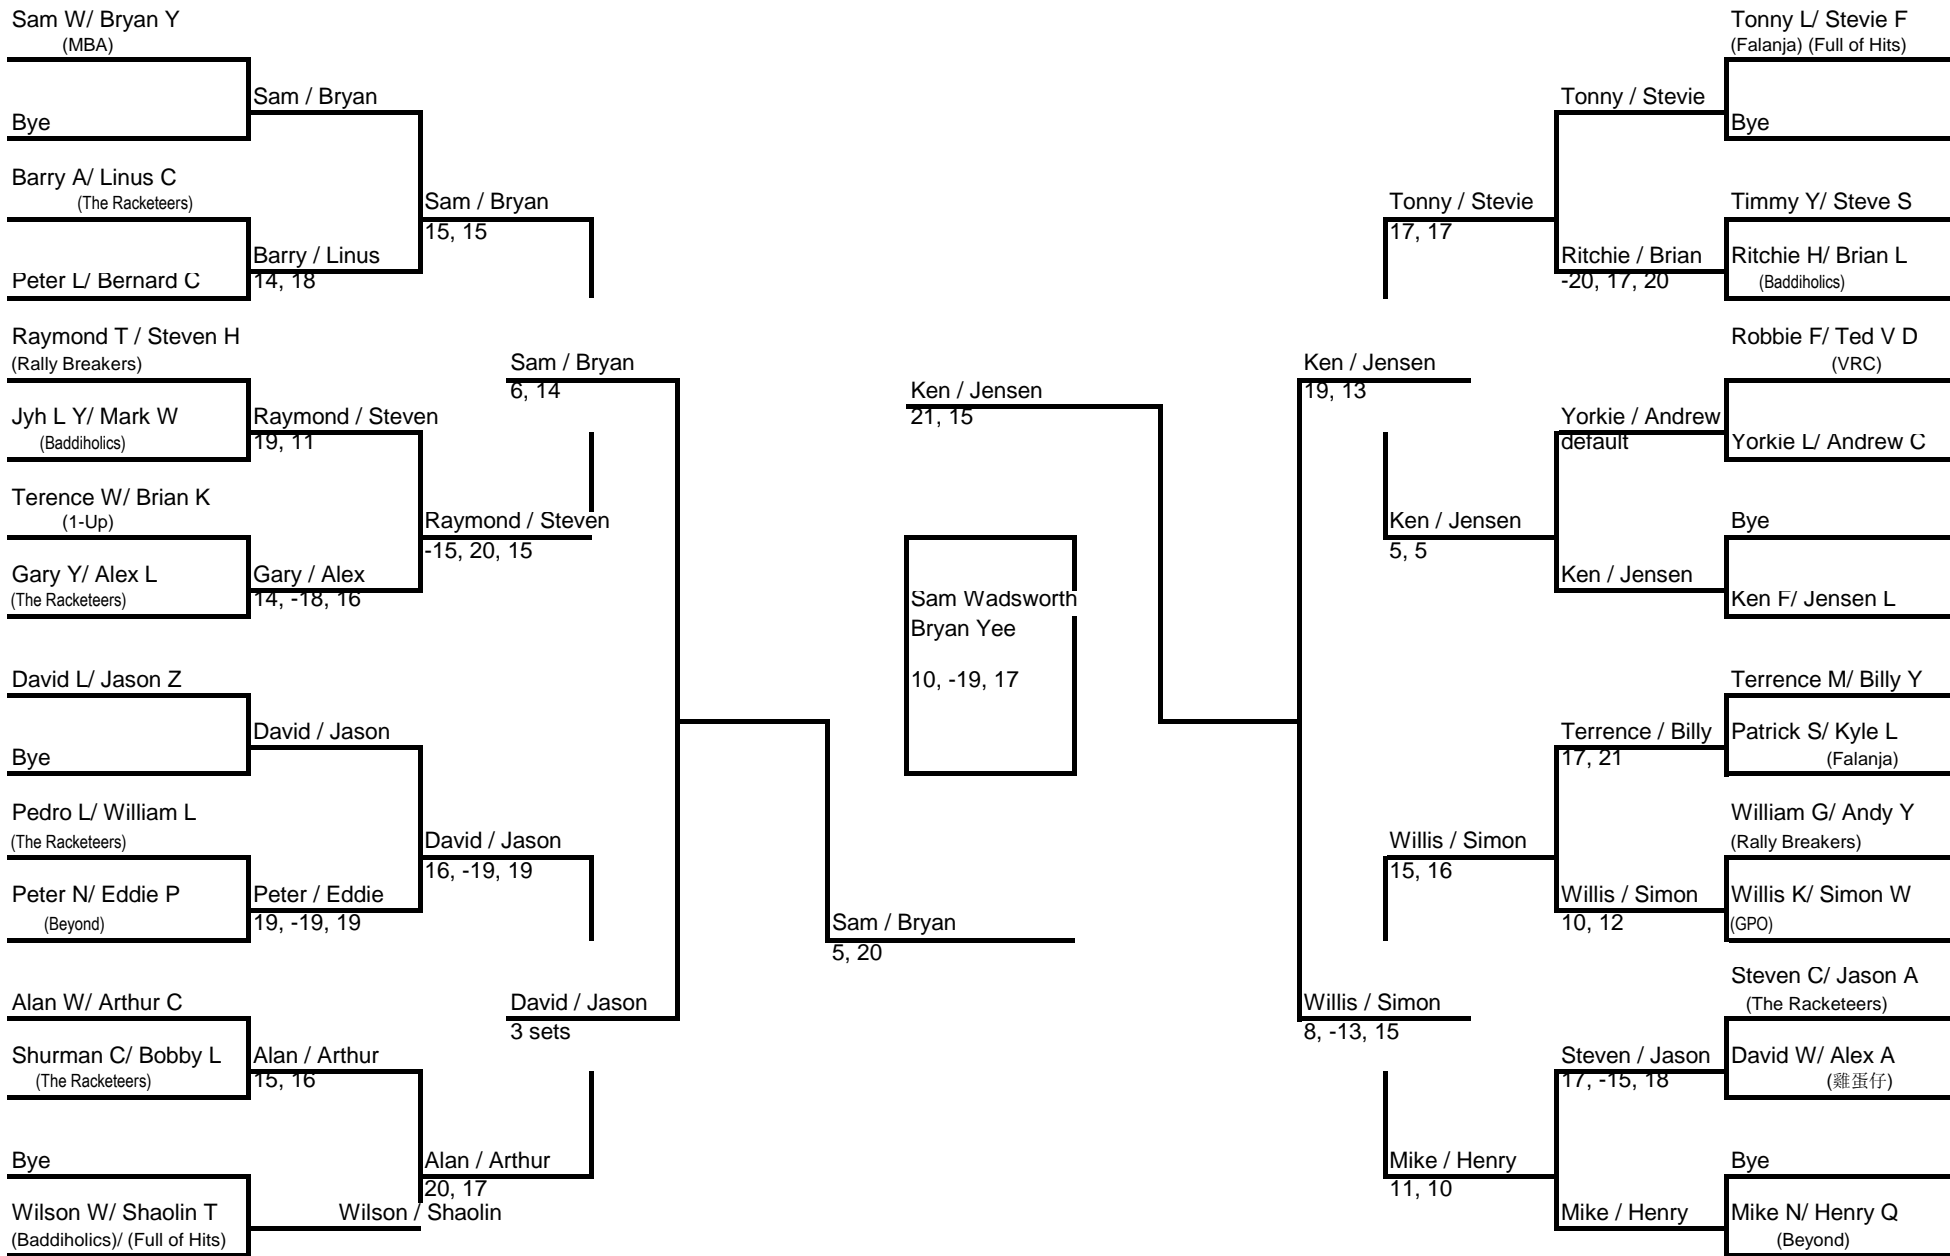 Sam W/ Bryan Y
(MBA)
Bye
Barry A/ Linus C
(The Racketeers)
Peter L/ Bernard C
Raymond T / Steven H
(Rally Breakers)
Jyh L Y/ Mark W
(Baddiholics)
Terence W/ Brian K
(1-Up)
Gary Y/ Alex L
(The Racketeers)
David L/ Jason Z
Bye
Pedro L/ William L
(The Racketeers)
Peter N/ Eddie P
(Beyond)
Alan W/ Arthur C
Shurman C/ Bobby L
(The Racketeers)
Bye
Wilson W/ Shaolin T
(Baddiholics)/ (Full of Hits)
Sam / Bryan
Barry / Linus
14, 18
Raymond / Steven
19, 11
Gary / Alex
14, -18, 16
David / Jason
Peter / Eddie
19, -19, 19
Alan / Arthur
15, 16
Wilson / Shaolin
Sam / Bryan
15, 15
Raymond / Steven
-15, 20, 15
David / Jason
16, -19, 19
Alan / Arthur
20, 17
Sam / Bryan
6, 14
David / Jason
3 sets
Sam / Bryan
5, 20
Ken / Jensen
21, 15
Sam Wadsworth
Bryan Yee
10, -19, 17
Ken / Jensen
19, 13
Willis / Simon
8, -13, 15
Tonny / Stevie
17, 17
Ken / Jensen
5, 5
Willis / Simon
15, 16
Mike / Henry
11, 10
Tonny / Stevie
Ritchie / Brian
-20, 17, 20
Yorkie / Andrew
default
Ken / Jensen
Terrence / Billy
17, 21
Willis / Simon
10, 12
Steven / Jason
17, -15, 18
Mike / Henry
Tonny L/ Stevie F
(Falanja) (Full of Hits)
Bye
Timmy Y/ Steve S
Ritchie H/ Brian L
(Baddiholics)
Robbie F/ Ted V D
(VRC)
Yorkie L/ Andrew C
Bye
Ken F/ Jensen L
Terrence M/ Billy Y
Patrick S/ Kyle L
(Falanja)
William G/ Andy Y
(Rally Breakers)
Willis K/ Simon W
(GPO)
Steven C/ Jason A
(The Racketeers)
David W/ Alex A
(雞蛋仔)
Bye
Mike N/ Henry Q
(Beyond)